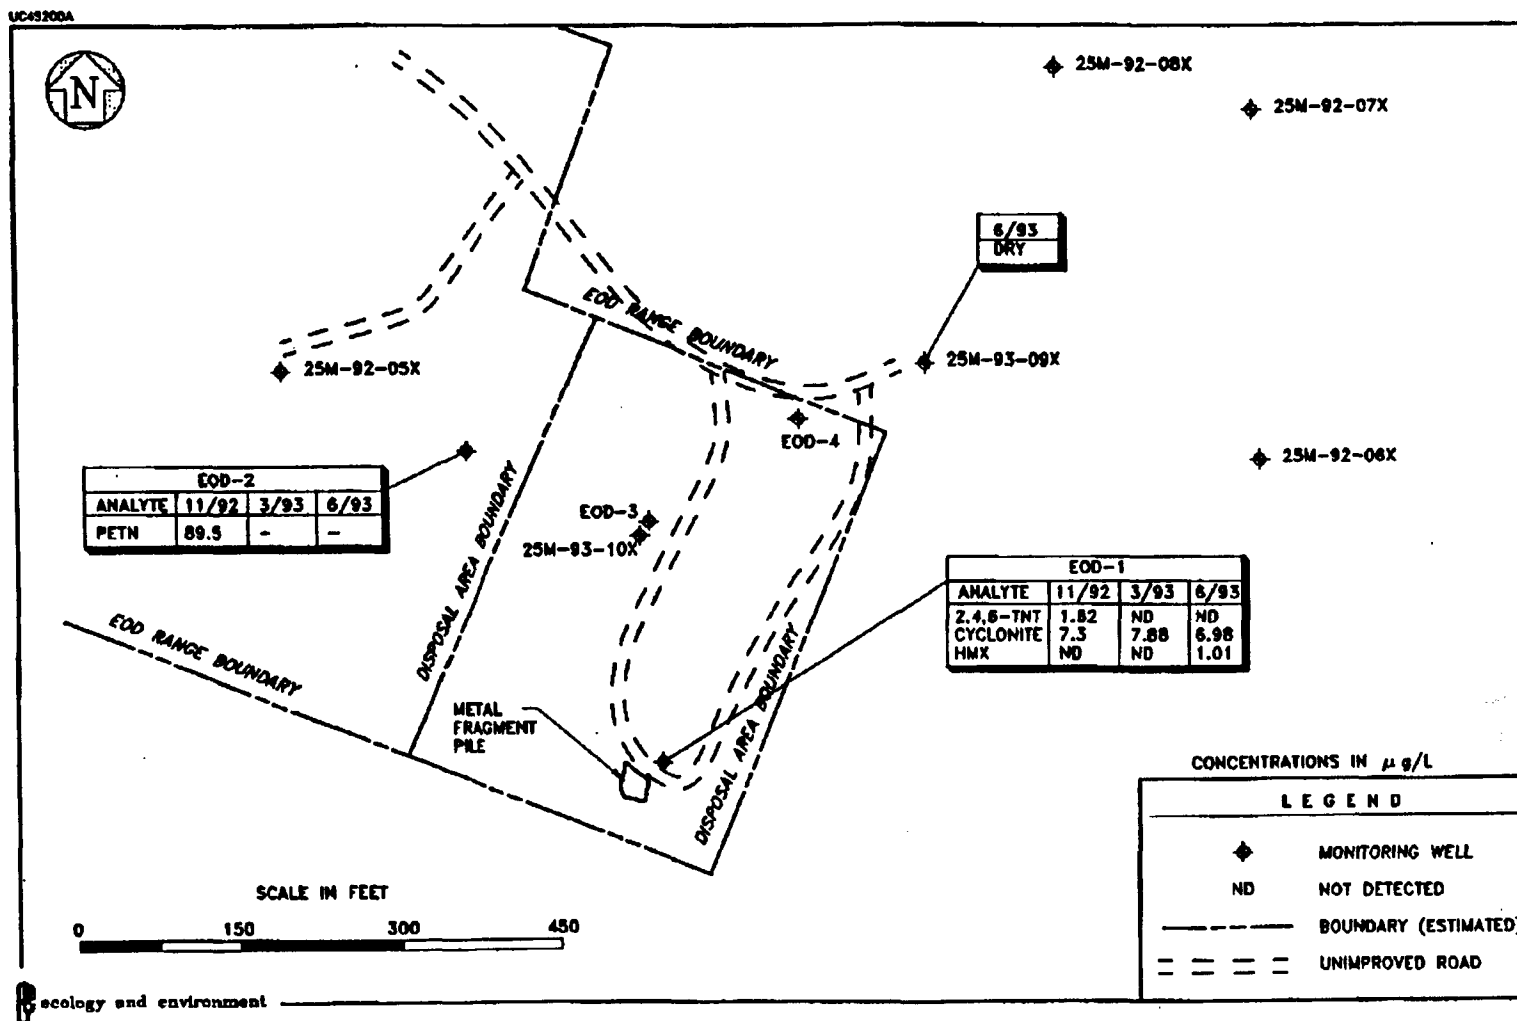 UC45200A
N
25M-92-08X
25M-92-07X
6/93
DRY
EOD RANGE BOUNDARY
25M-92-05X
25M-93-09X
EOD-4
25M-92-06X
EOD-2
ANALYTE 11/92 3/93 6/93
PETN 89.5 - -
DISPOSAL AREA BOUNDARY
EOD-3
25M-93-10X
EOD-1
ANALYTE 11/92 3/93 6/93
2,4,6-TNT 1.52 ND ND
CYCLONITE 7.3 7.88 6.98
HMX ND ND 1.01
EOD RANGE BOUNDARY
METAL
FRAGMENT
PILE
DISPOSAL AREA BOUNDARY
CONCENTRATIONS IN μg/L
LEGEND
MONITORING WELL
ND NOT DETECTED
BOUNDARY (ESTIMATED)
UNIMPROVED ROAD
SCALE IN FEET
0 150 300 450
ecology and environment